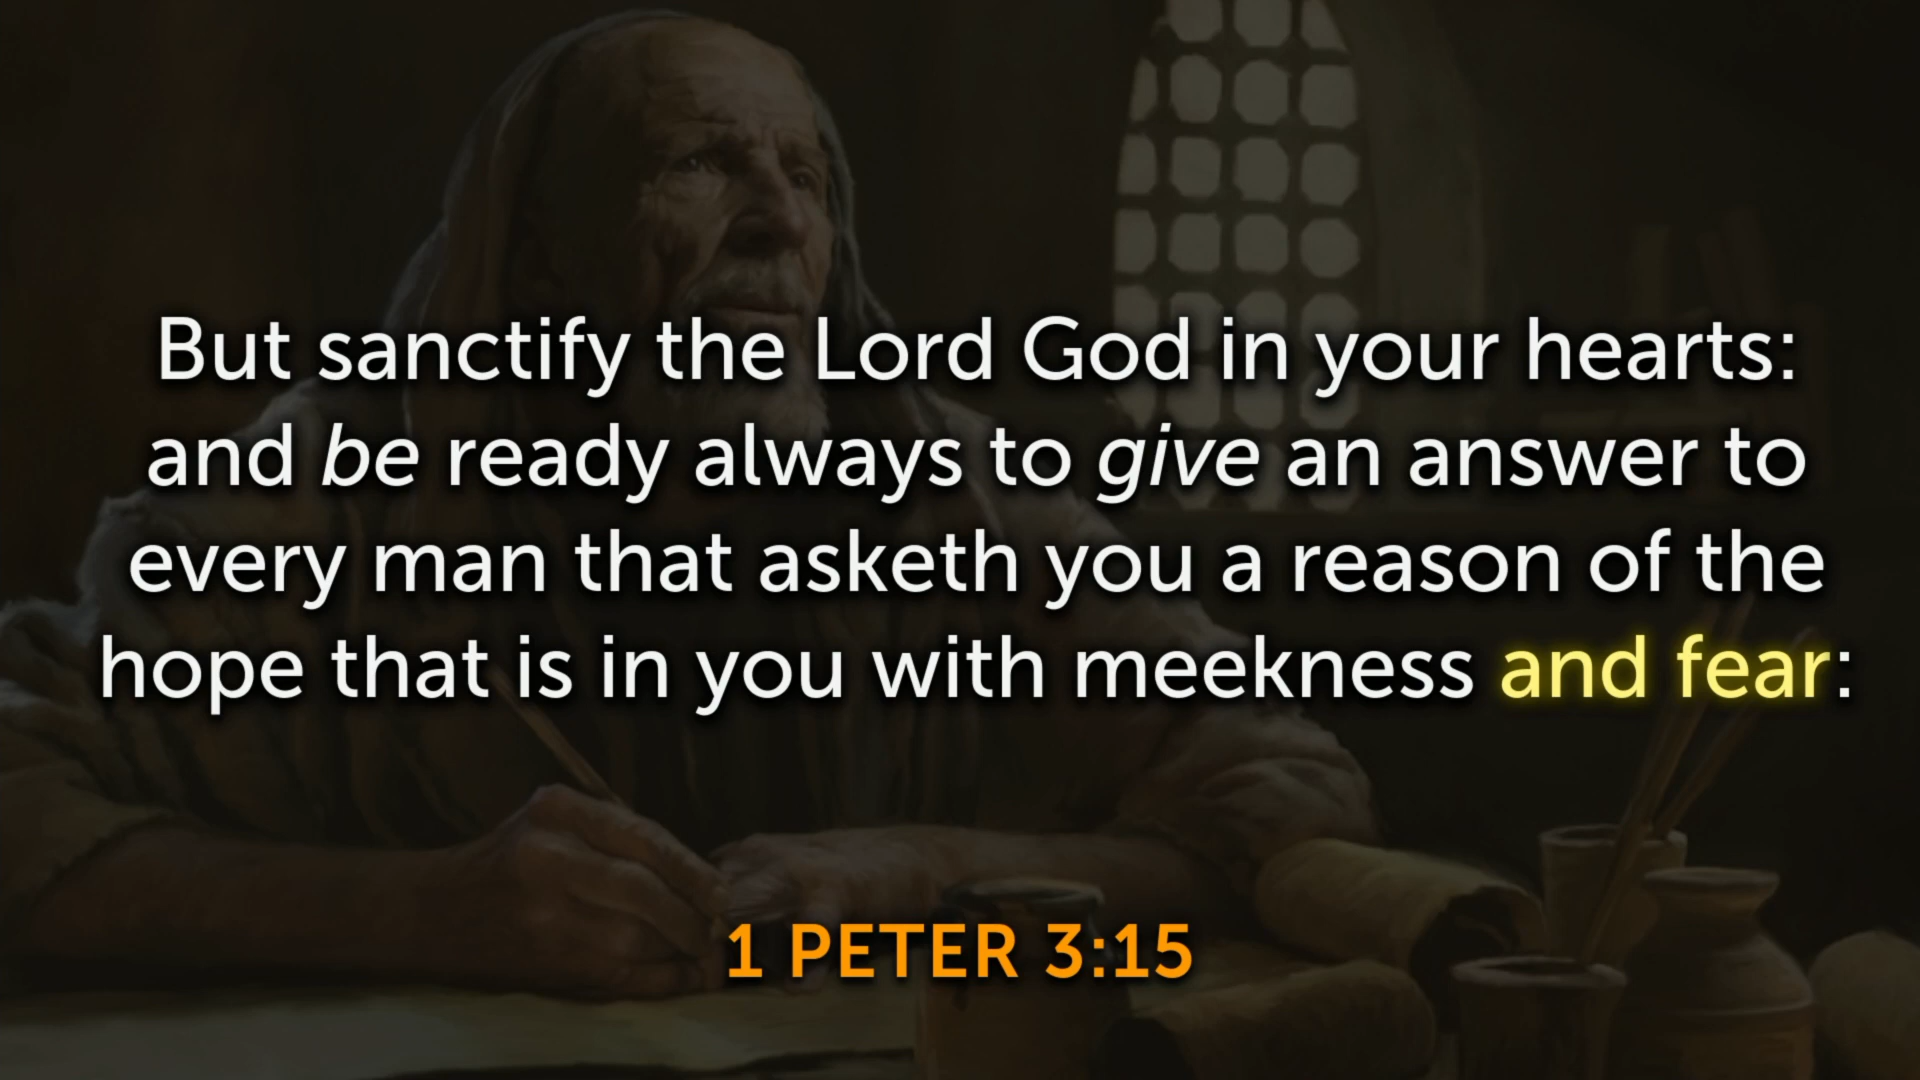 But sanctify the Lord God in your hearts:
and be ready always to give an answer to
every man that asketh you a reason of the
hope that is in you with meekness and fear:
1 PETER 3:15